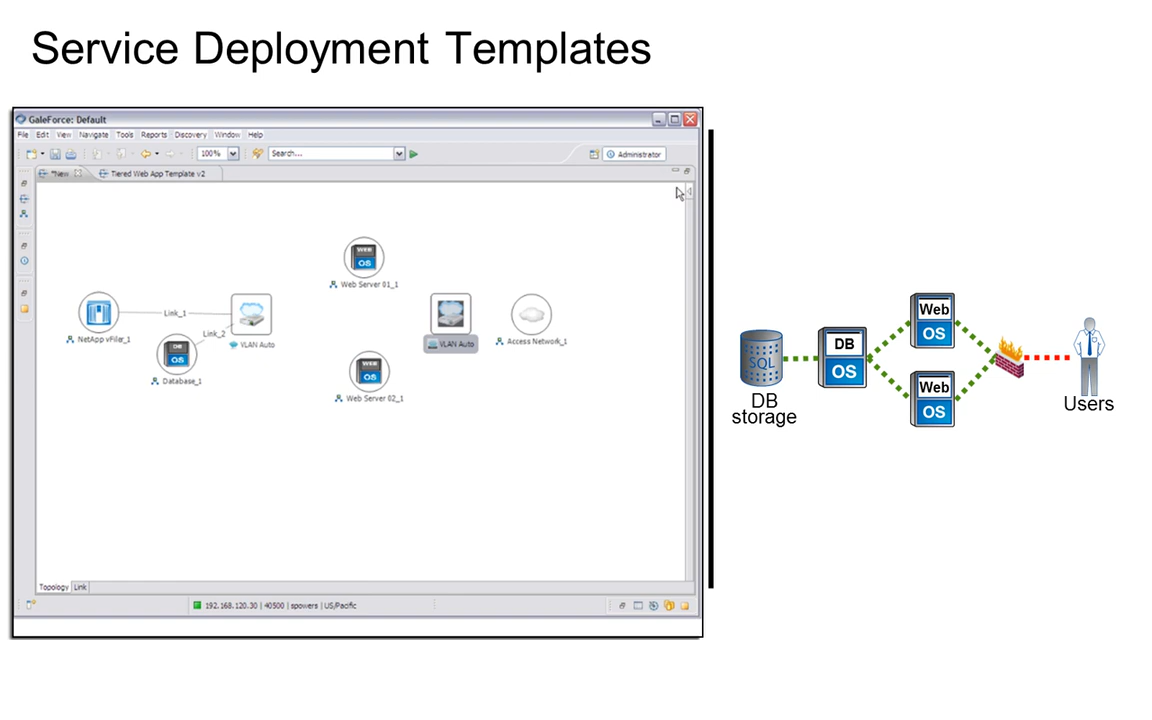 Service Deployment Templates
GaleForce: Default
File Edit View Navigate Tools Reports Discovery Window Help
100% Search... Administrator
*New Tiered Web App Template v2
WEB
OS
Web Server 01_1
Link_1
NetApp vFiler_1
Link_2
VLAN Auto
VLAN Auto
Access Network_1
DB
OS
Database_1
WEB
OS
Web Server 02_1
Topology Link
192.168.120.30 | 40500 | spowers | US/Pacific
SQL
DB
storage
DB
OS
Web
OS
Web
OS
Users